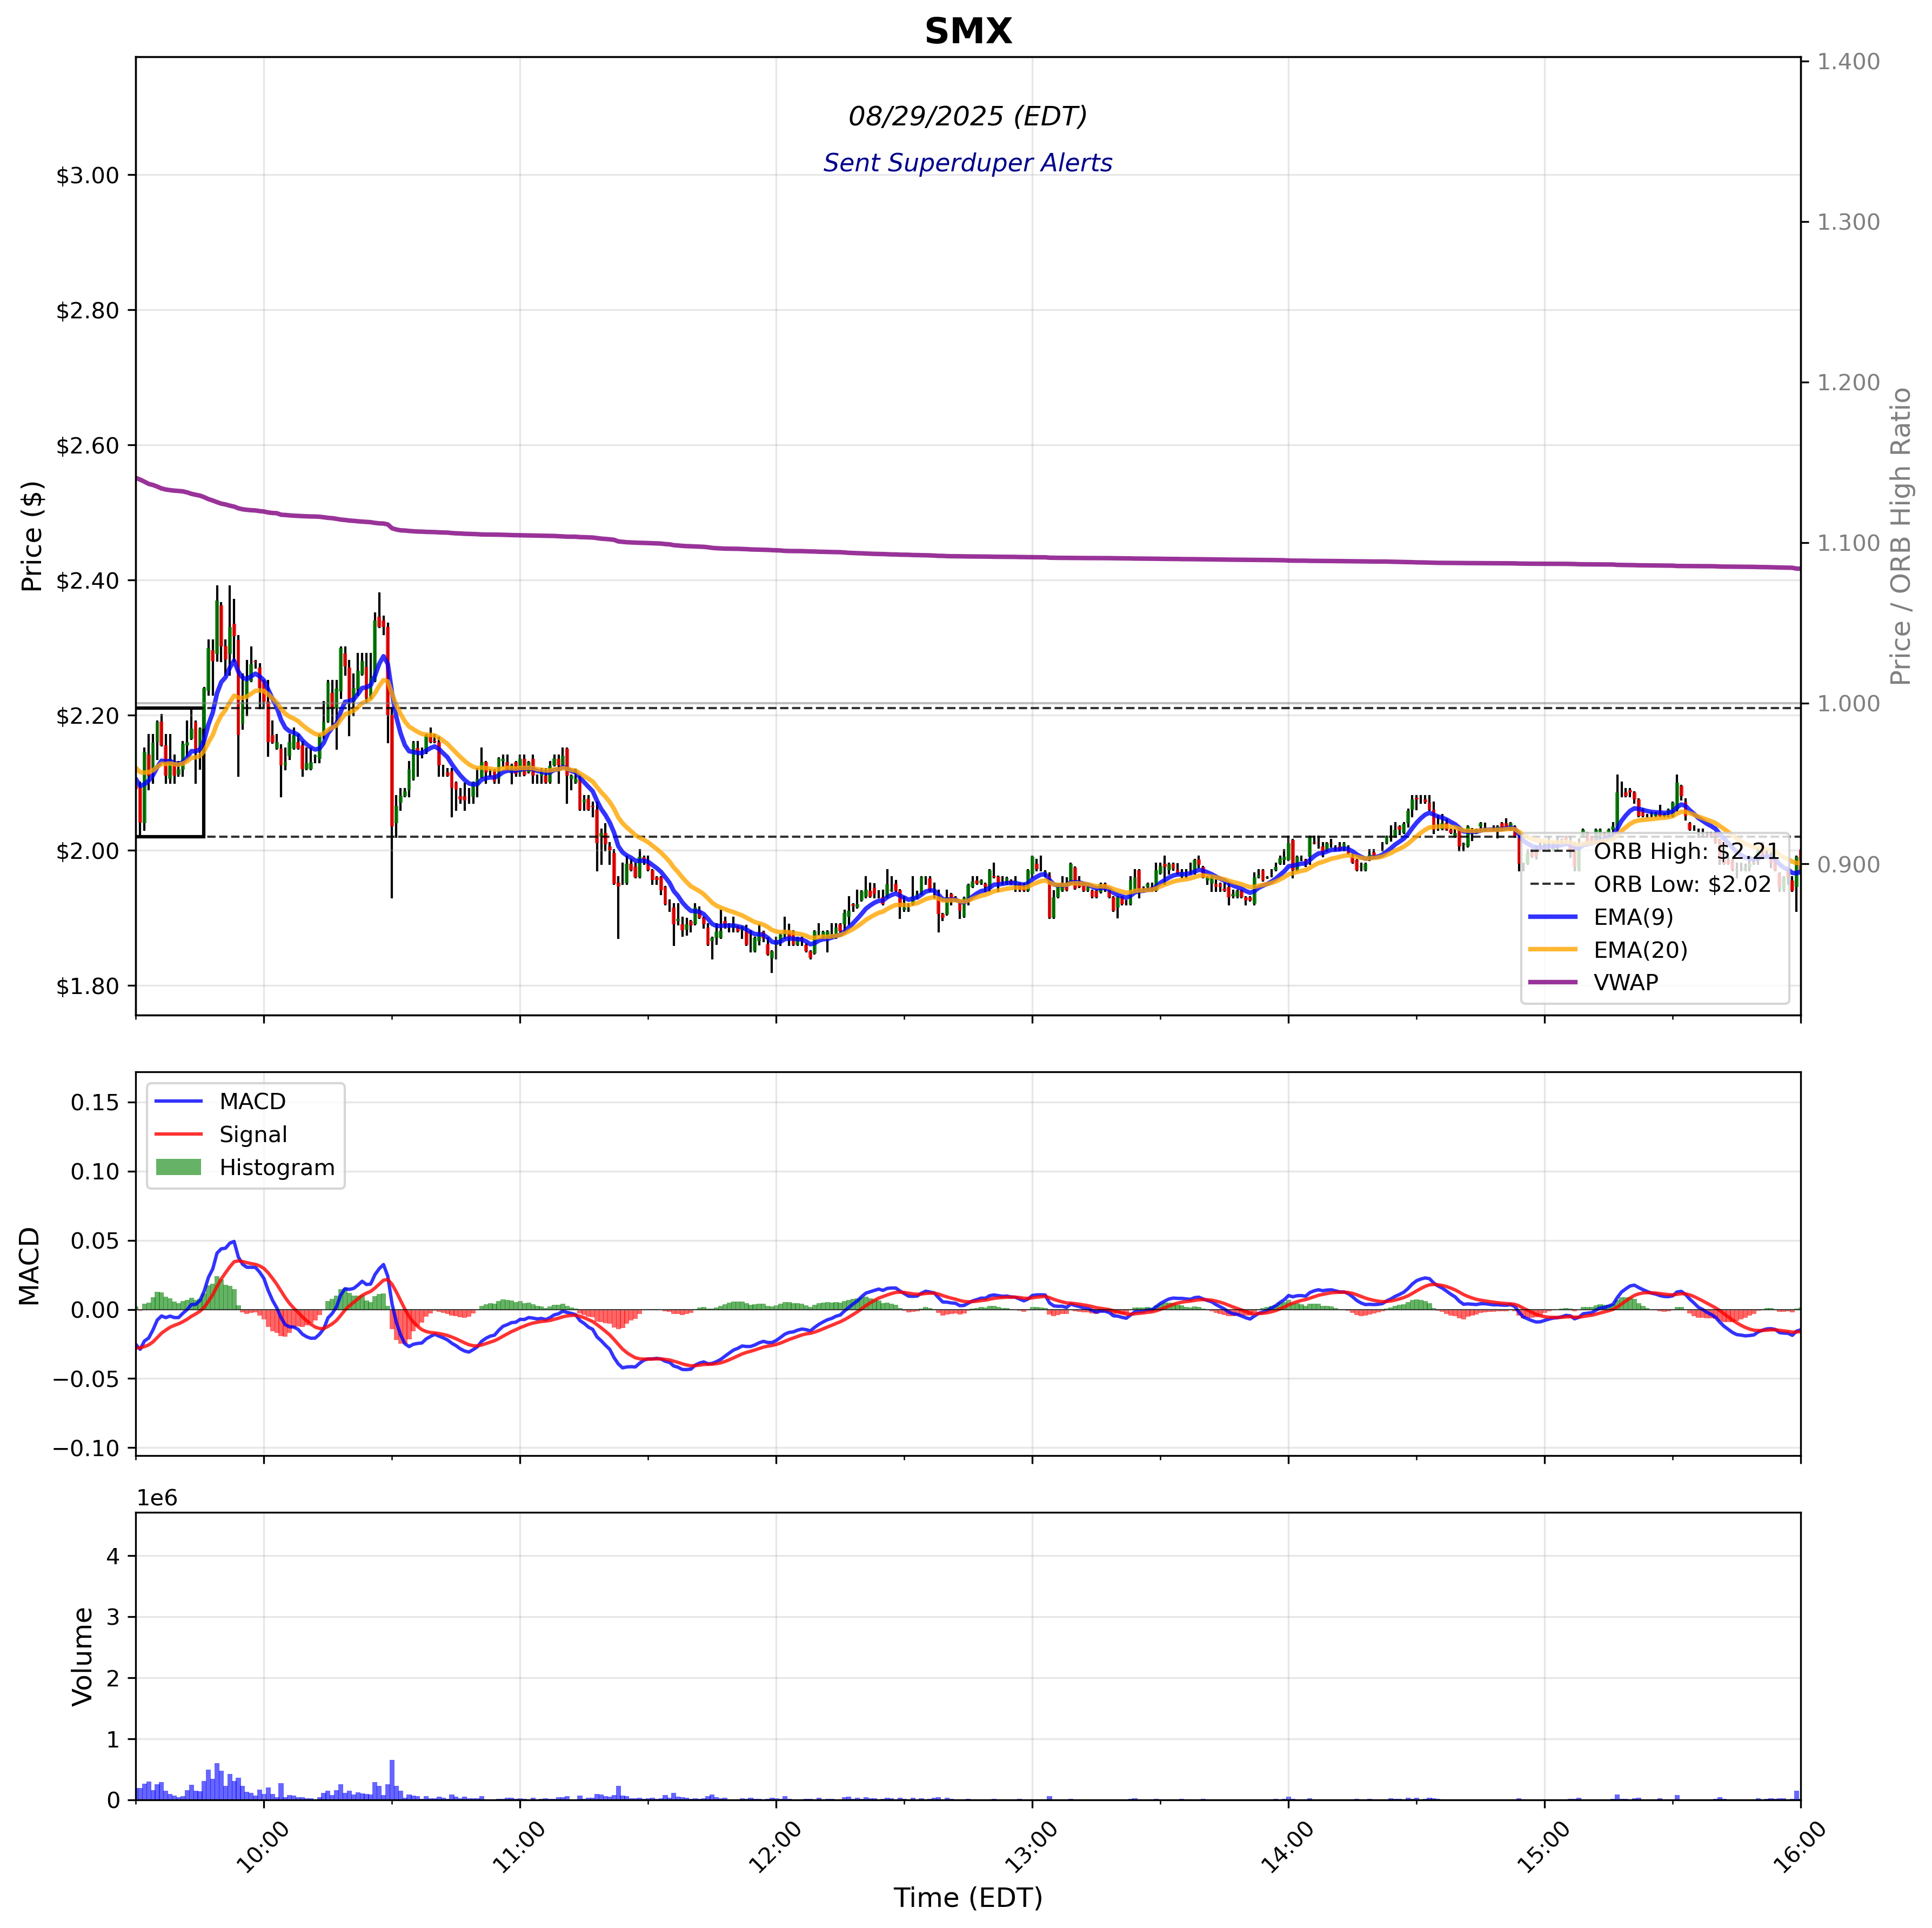 SMX
08/29/2025 (EDT)
Sent Superduper Alerts
Price ($)
$3.00
$2.80
$2.60
$2.40
$2.20
$2.00
$1.80
1.400
1.300
1.200
1.100
1.000
0.900
Price / ORB High Ratio
ORB High: $2.21
ORB Low: $2.02
EMA(9)
EMA(20)
VWAP
MACD
0.15
0.10
0.05
0.00
−0.05
−0.10
MACD
Signal
Histogram
1e6
Volume
4
3
2
1
0
10:00
11:00
12:00
13:00
14:00
15:00
16:00
Time (EDT)